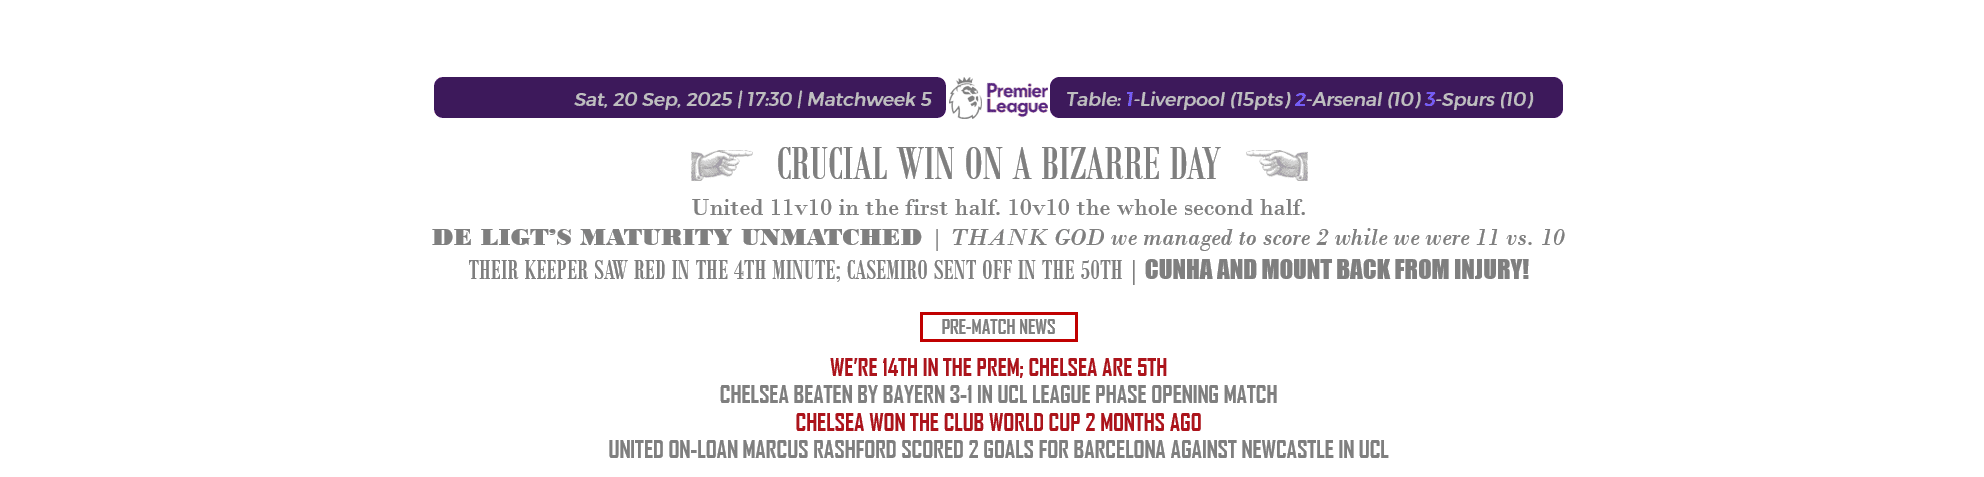 Sat, 20 Sep, 2025 | 17:30 | Matchweek 5
Premier League
Table: 1-Liverpool (15pts) 2-Arsenal (10) 3-Spurs (10)
CRUCIAL WIN ON A BIZARRE DAY
United 11v10 in the first half. 10v10 the whole second half.
DE LIGT'S MATURITY UNMATCHED | THANK GOD we managed to score 2 while we were 11 vs. 10
THEIR KEEPER SAW RED IN THE 4TH MINUTE; CASEMIRO SENT OFF IN THE 50TH | CUNHA AND MOUNT BACK FROM INJURY!
PRE-MATCH NEWS
WE'RE 14TH IN THE PREM; CHELSEA ARE 5TH
CHELSEA BEATEN BY BAYERN 3-1 IN UCL LEAGUE PHASE OPENING MATCH
CHELSEA WON THE CLUB WORLD CUP 2 MONTHS AGO
UNITED ON-LOAN MARCUS RASHFORD SCORED 2 GOALS FOR BARCELONA AGAINST NEWCASTLE IN UCL